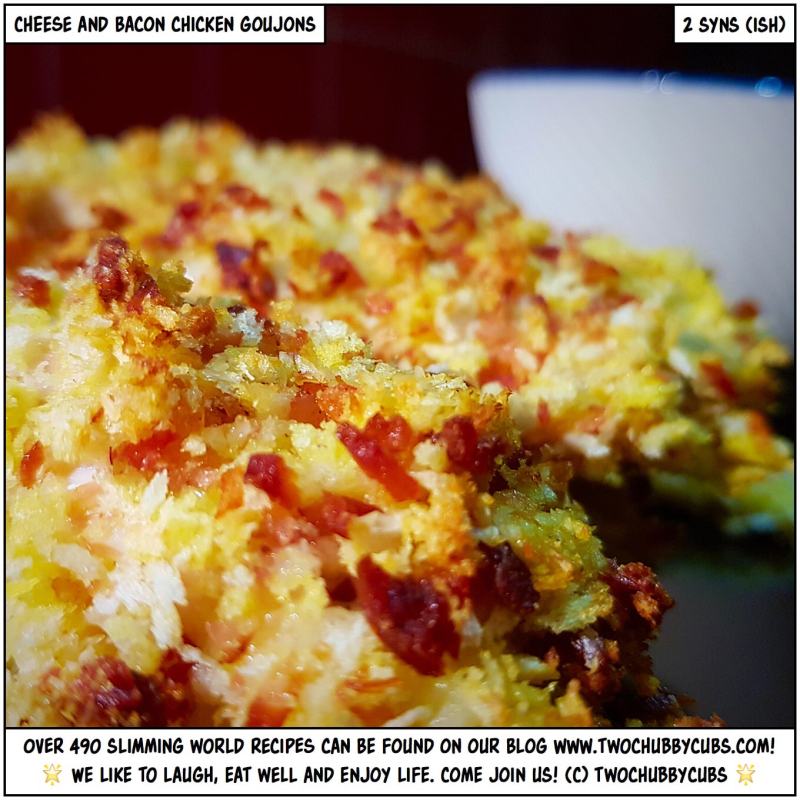 CHEESE AND BACON CHICKEN GOUJONS
2 SYNS (ISH)
OVER 490 SLIMMING WORLD RECIPES CAN BE FOUND ON OUR BLOG WWW.TWOCHUBBYCUBS.COM!
🌟 WE LIKE TO LAUGH, EAT WELL AND ENJOY LIFE. COME JOIN US! (C) TWOCHUBBYCUBS 🌟